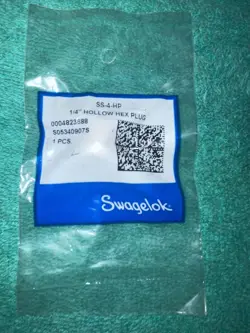 SS-4-HP
1/4" HOLLOW HEX PLUG
0004823588
S053409075
1 PCS.
Swagelok